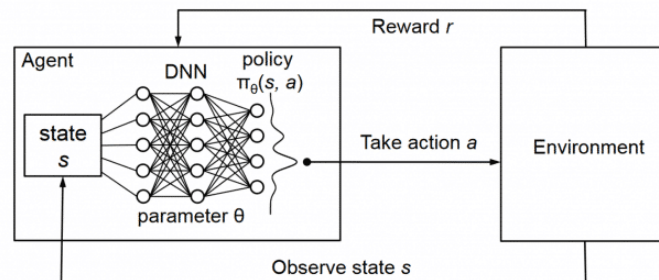 Reward r
Agent
DNN
policy
πθ(s, a)
state
s
Take action a
Environment
parameter θ
Observe state s